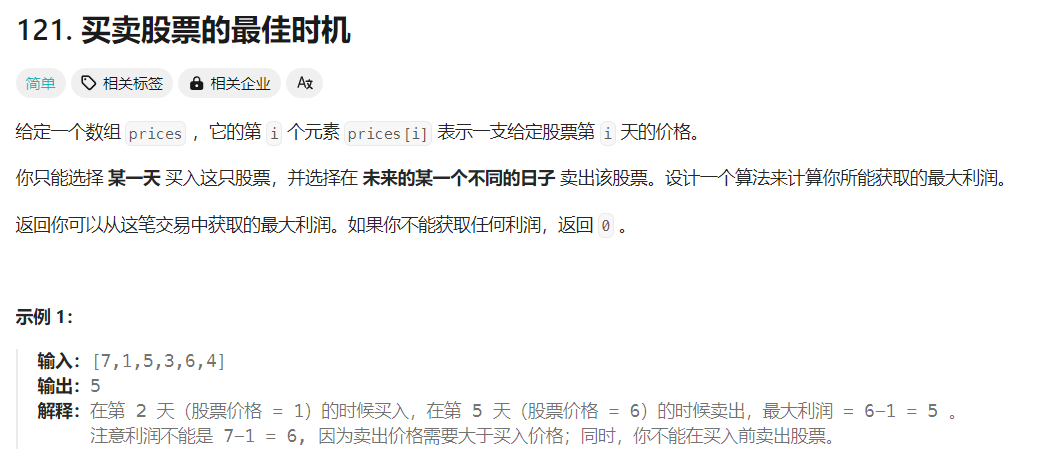 121. 买卖股票的最佳时机
简单 相关标签 相关企业 Ax
给定一个数组 prices ，它的第 i 个元素 prices[i] 表示一支给定股票第 i 天的价格。
你只能选择 某一天 买入这只股票，并选择在 未来的某一个不同的日子 卖出该股票。设计一个算法来计算你所能获取的最大利润。
返回你可以从这笔交易中获取的最大利润。如果你不能获取任何利润，返回 0 。
示例 1：
输入：[7,1,5,3,6,4]
输出：5
解释：在第 2 天（股票价格 = 1）的时候买入，在第 5 天（股票价格 = 6）的时候卖出，最大利润 = 6-1 = 5 。
注意利润不能是 7-1 = 6, 因为卖出价格需要大于买入价格；同时，你不能在买入前卖出股票。